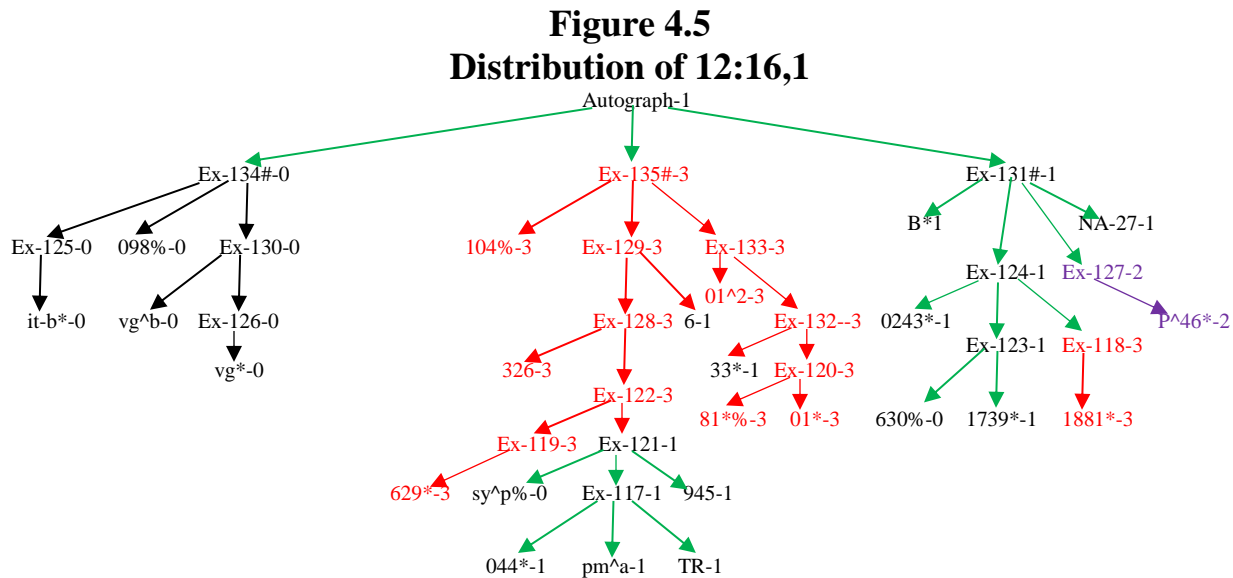 Figure 4.5
Distribution of 12:16,1
Autograph-1
Ex-134#-0 Ex-135#-3 Ex-131#-1
B*1 NA-27-1
Ex-125-0 098%-0 Ex-130-0 104%-3 Ex-129-3 Ex-133-3
Ex-124-1 Ex-127-2
01^2-3
it-b*-0 vg^b-0 Ex-126-0 Ex-128-3 6-1 Ex-132--3 0243*-1 P^46*-2
Ex-123-1 Ex-118-3
326-3 33*-1 Ex-120-3
vg*-0
Ex-122-3 81*%-3 01*-3 630%-0 1739*-1 1881*-3
Ex-119-3 Ex-121-1
629*-3 sy^p%-0 Ex-117-1 945-1
044*-1 pm^a-1 TR-1